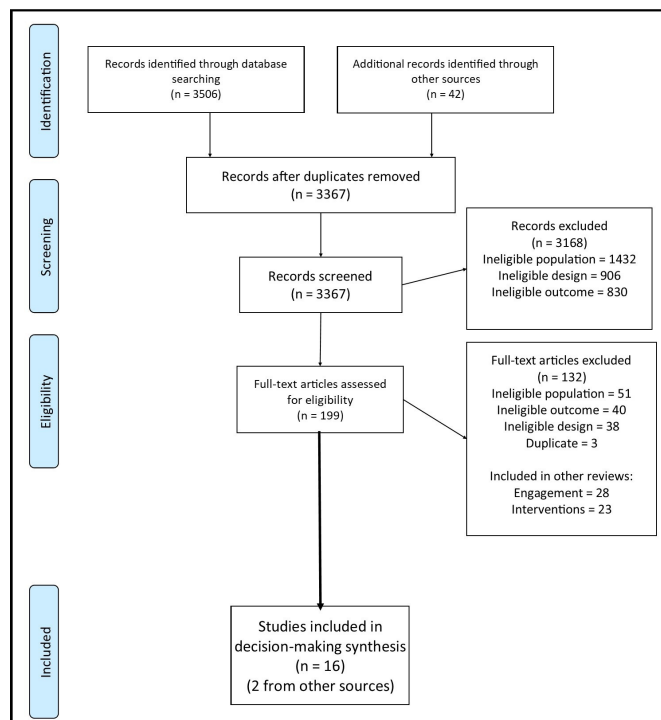 Identification
Records identified through database
searching
(n = 3506)
Additional records identified through
other sources
(n = 42)
Records after duplicates removed
(n = 3367)
Screening
Records screened
(n = 3367)
Records excluded
(n = 3168)
Ineligible population = 1432
Ineligible design = 906
Ineligible outcome = 830
Eligibility
Full-text articles assessed
for eligibility
(n = 199)
Full-text articles excluded
(n = 132)
Ineligible population = 51
Ineligible outcome = 40
Ineligible design = 38
Duplicate = 3
Included in other reviews:
Engagement = 28
Interventions = 23
Included
Studies included in
decision-making synthesis
(n = 16)
(2 from other sources)